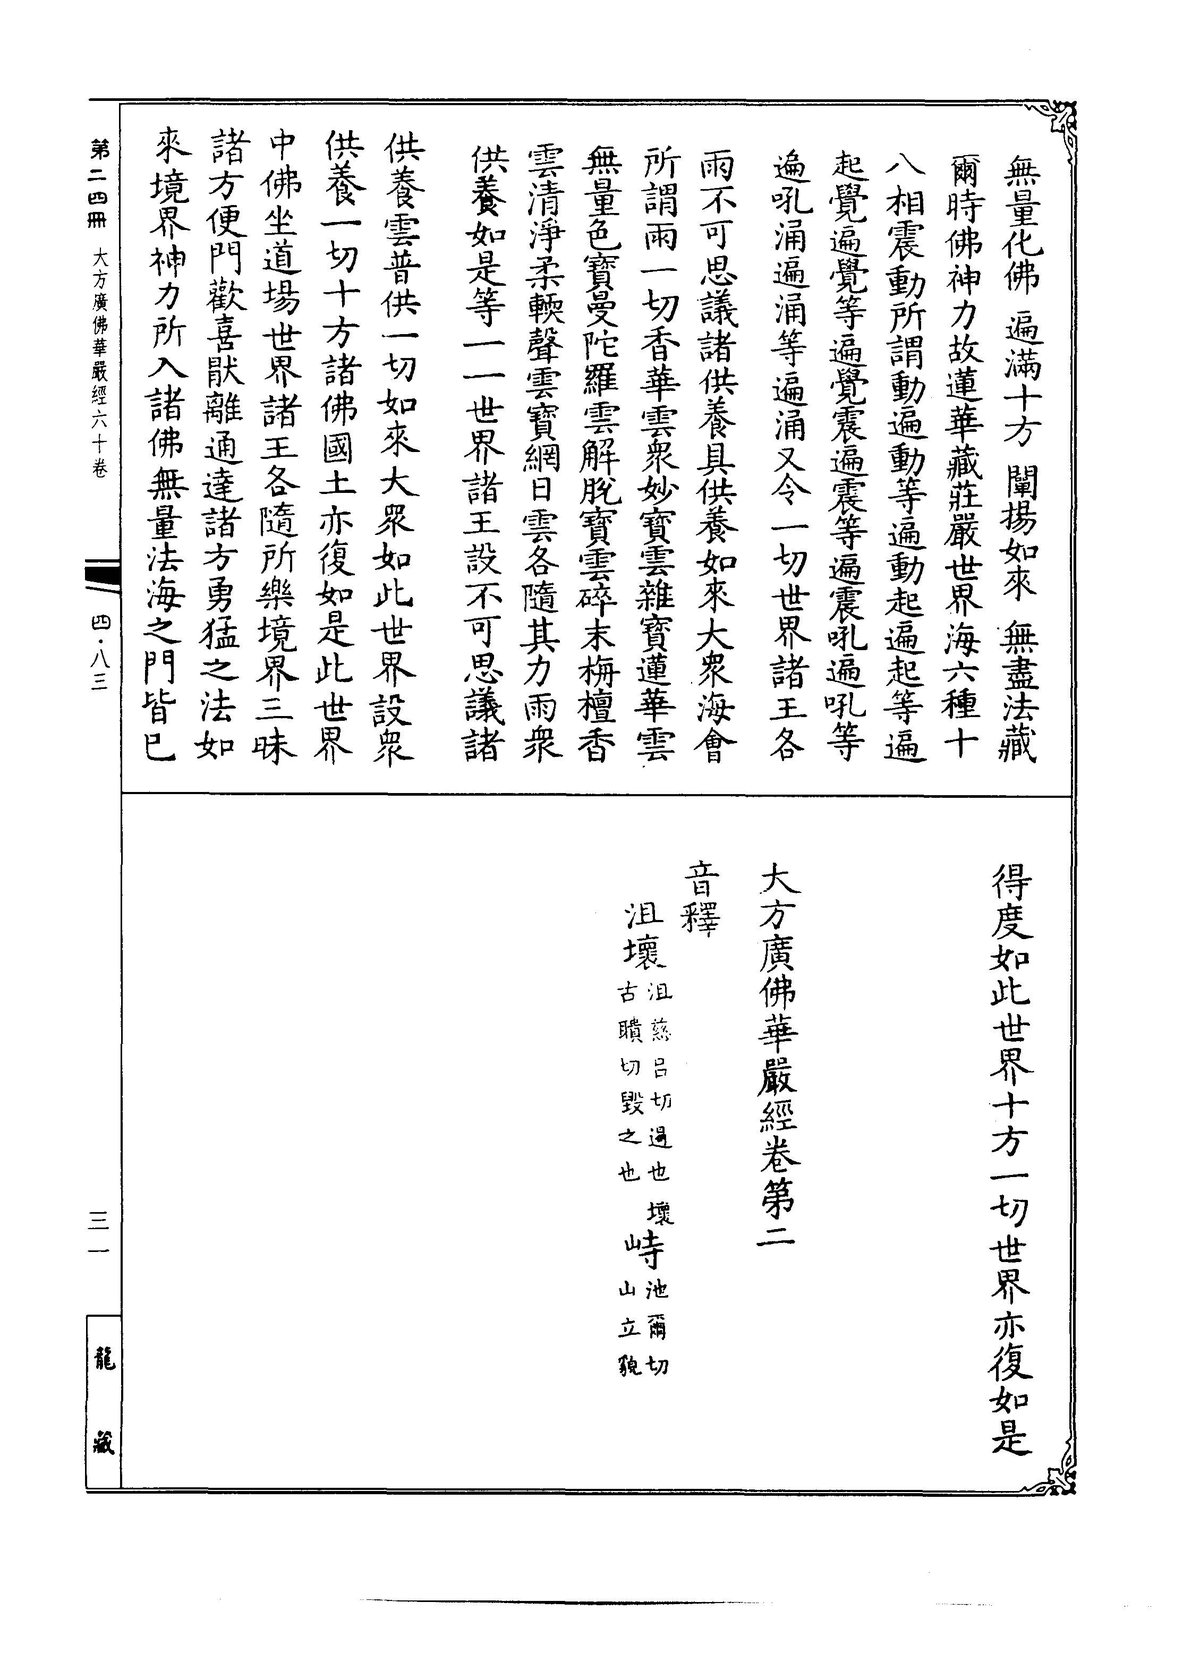 無量化佛 遍滿十方 闡揚如來 無盡法藏
爾時佛神力故蓮華藏莊嚴世界海六種十
八相震動所謂動遍動等遍動起遍起等遍
起覺遍覺等遍覺震遍震等遍震吼遍吼等
遍吼涌遍涌等遍涌又令一切世界諸王各
雨不可思議諸供養具供養如來大眾海會
所謂雨一切香華雲眾妙寶雲雜寶蓮華雲
無量色寶曼陀羅雲解脫寶雲碎末栴檀香
雲清淨柔輭聲雲寶網日雲各隨其力雨眾
供養如是等一一世界諸王設不可思議諸
供養雲普供一切如來大眾如此世界設眾
供養一切十方諸佛國土亦復如是此世界
中佛坐道場世界諸王各隨所樂境界三昧
諸方便門歡喜猒離通達諸方勇猛之法如
來境界神力所入諸佛無量法海之門皆已
得度如此世界十方一切世界亦復如是
大方廣佛華嚴經卷第二
音釋
沮壞 沮慈呂切遏也壞古聵切毀之也 峙 池爾切山立貌
第二四冊 大方廣佛華嚴經六十卷
四·八三
三一
龍藏